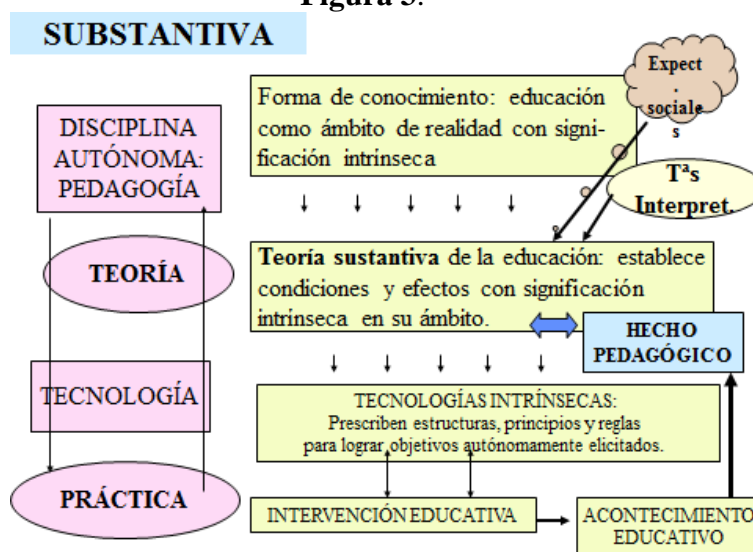 Figura 3.
SUBSTANTIVA
Expect
.
sociale
s
Forma de conocimiento: educación
como ámbito de realidad con signi-
ficación intrínseca
DISCIPLINA
AUTÓNOMA:
PEDAGOGÍA
Tªs
Interpret.
TEORÍA
Teoría sustantiva de la educación: establece
condiciones y efectos con significación
intrínseca en su ámbito.
HECHO
PEDAGÓGICO
TECNOLOGÍA
TECNOLOGÍAS INTRÍNSECAS:
Prescriben estructuras, principios y reglas
para lograr objetivos autónomamente elicitados.
PRÁCTICA
INTERVENCIÓN EDUCATIVA
ACONTECIMIENTO
EDUCATIVO